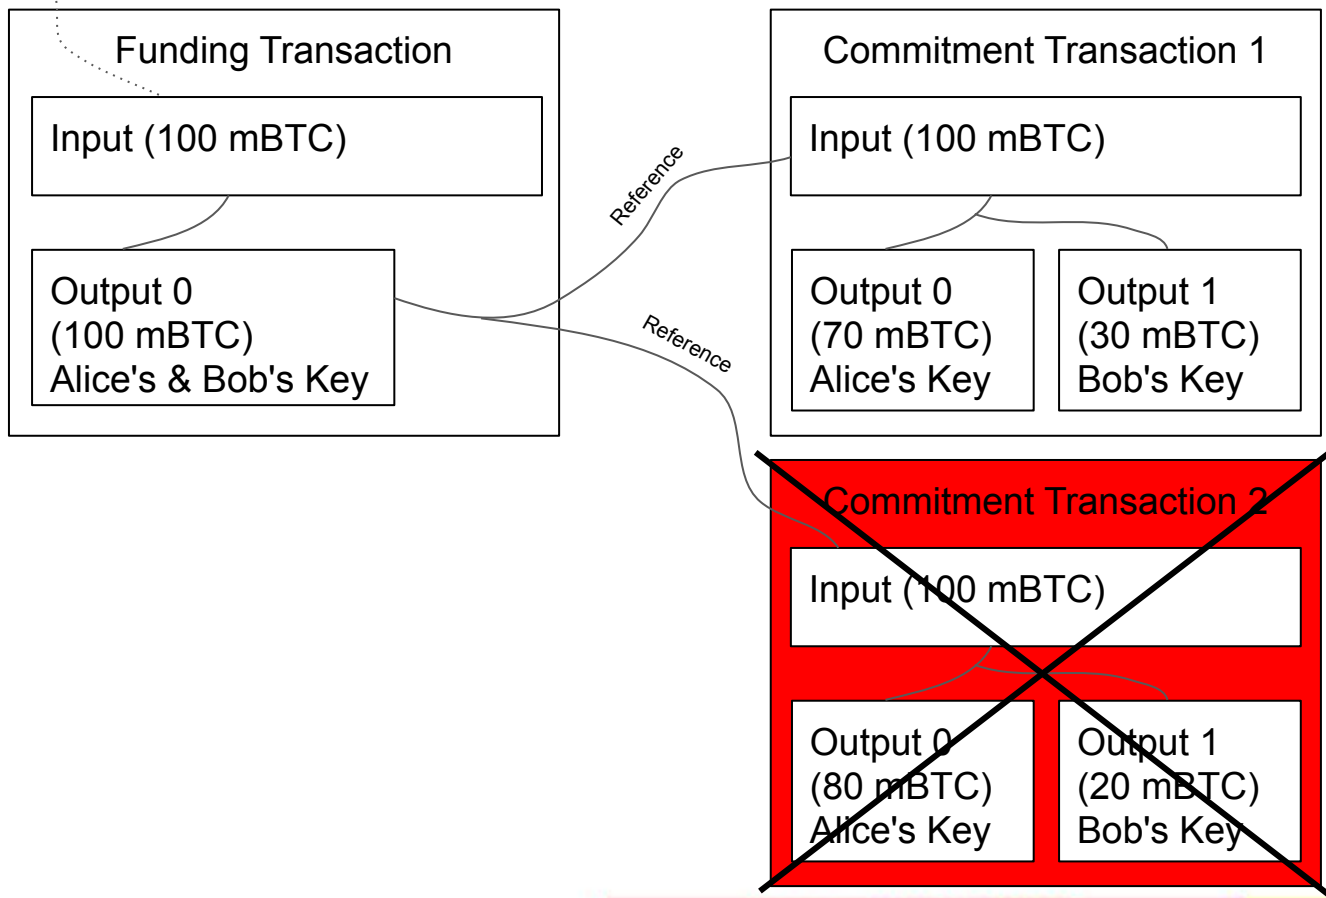 Funding Transaction
Input (100 mBTC)
Output 0
(100 mBTC)
Alice's & Bob's Key
Reference
Reference
Commitment Transaction 1
Input (100 mBTC)
Output 0
(70 mBTC)
Alice's Key
Output 1
(30 mBTC)
Bob's Key
Commitment Transaction 2
Input (100 mBTC)
Output 0
(80 mBTC)
Alice's Key
Output 1
(20 mBTC)
Bob's Key